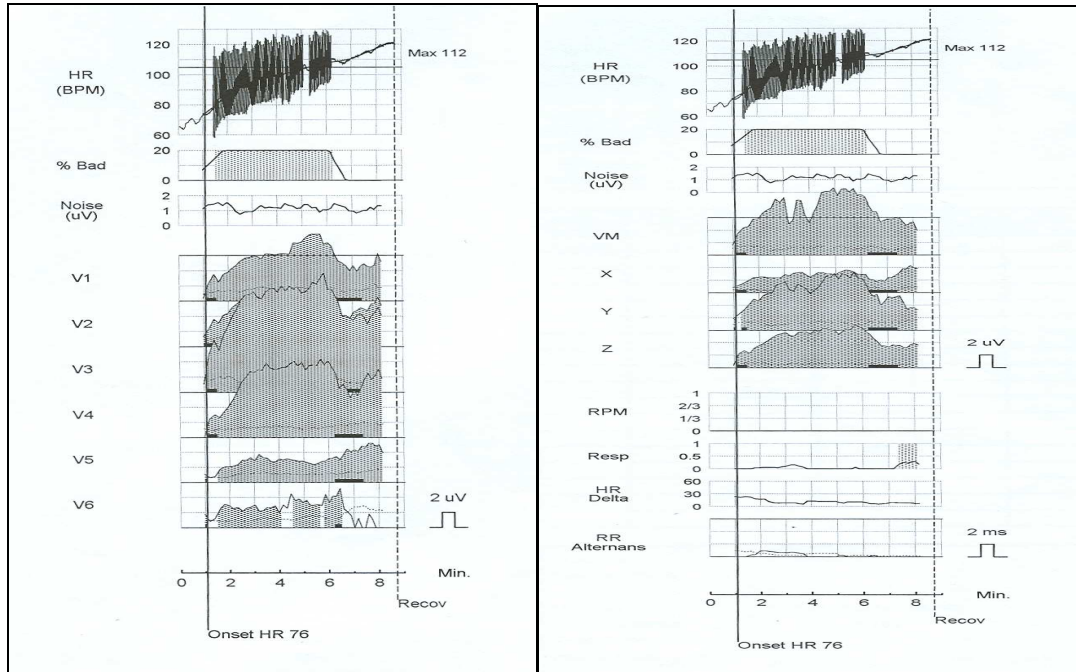 120
Max 112
HR
(BPM)
100
80
60
% Bad
20
0
Noise
(uV)
2
1
0
V1
V2
V3
V4
V5
V6
2 uV
0 2 4 6 8 Min.
Recov
Onset HR 76
120
Max 112
HR
(BPM)
100
80
60
% Bad
20
0
Noise
(uV)
2
1
0
VM
X
Y
Z
2 uV
RPM
1
2/3
1/3
0
Resp
1
0.5
0
HR
Delta
60
30
0
RR
Alternans
2 ms
0 2 4 6 8 Min.
Recov
Onset HR 76